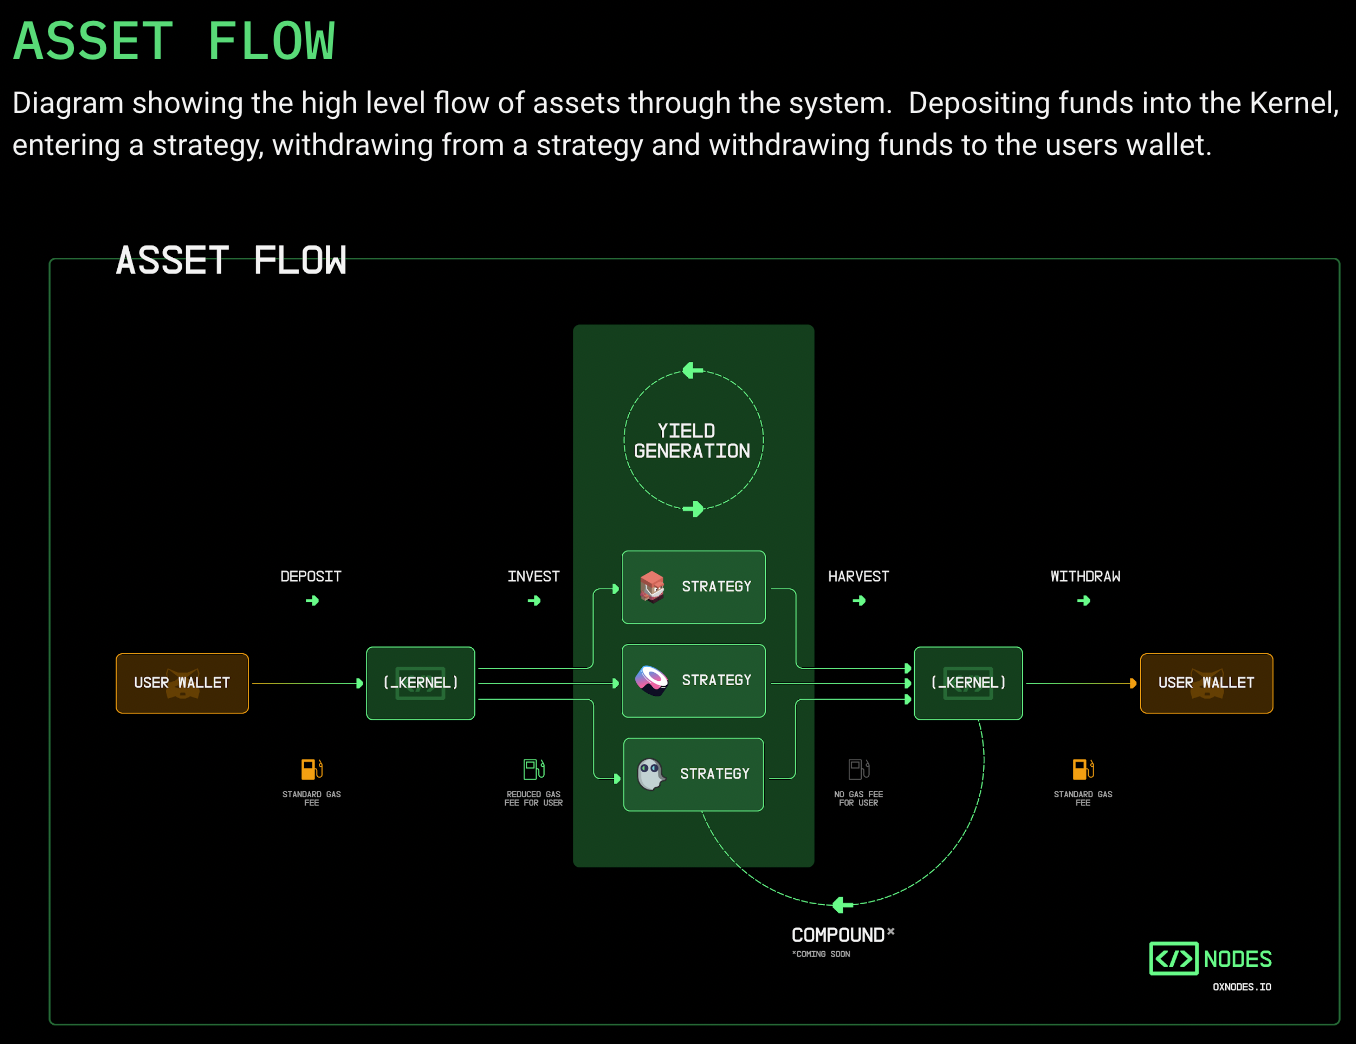 ASSET FLOW
Diagram showing the high level flow of assets through the system.  Depositing funds into the Kernel,
entering a strategy, withdrawing from a strategy and withdrawing funds to the users wallet.
ASSET FLOW
YIELD
GENERATION
DEPOSIT
INVEST
STRATEGY
HARVEST
WITHDRAW
USER WALLET
(_KERNEL)
STRATEGY
(_KERNEL)
USER WALLET
STRATEGY
STANDARD GAS
FEE
REDUCED GAS
FEE FOR USER
NO GAS FEE
FOR USER
STANDARD GAS
FEE
COMPOUND*
*COMING SOON
</> NODES
0XNODES.IO